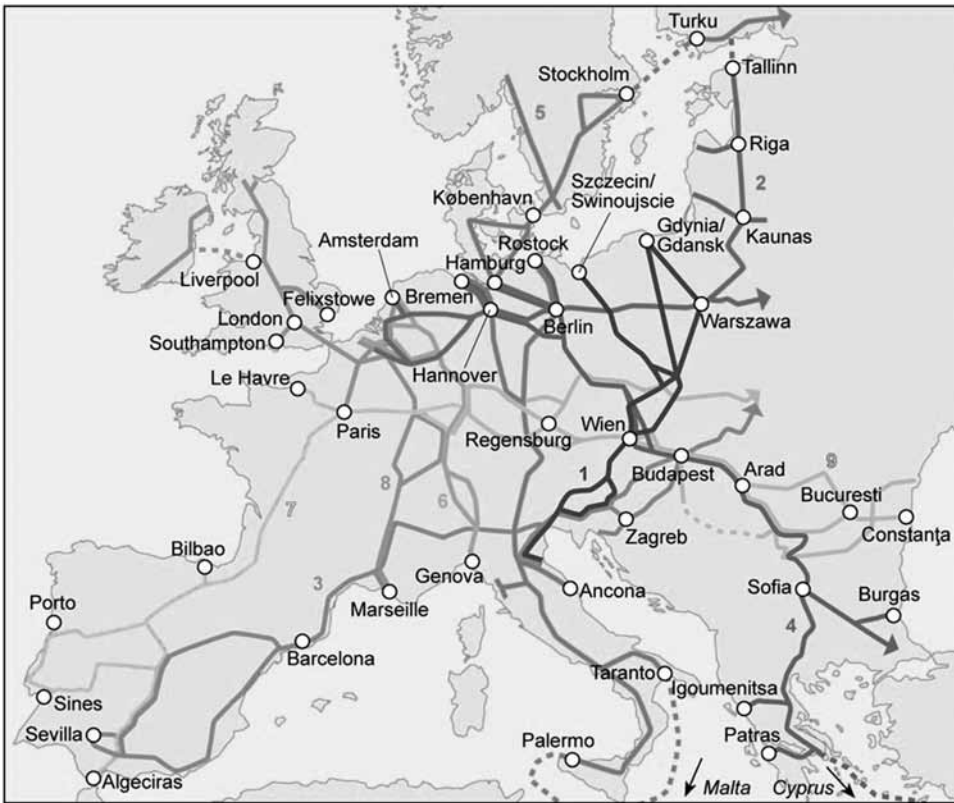 Turku
Tallinn
Stockholm
5
Riga
2
Szczecin/
Swinoujscie
København
Gdynia/
Gdansk
Kaunas
Amsterdam
Rostock
Hamburg
Liverpool
Bremen
Felixstowe
London
Berlin
Warszawa
Southampton
Hannover
Le Havre
Paris
Regensburg
Wien
Budapest
1
Arad
9
8
6
Bucuresti
7
Zagreb
Constanţa
Bilbao
Genova
3
Marseille
Ancona
Sofia
Burgas
Porto
4
Barcelona
Taranto
Igoumenitsa
Sines
Sevilla
Palermo
Patras
Algeciras
Malta
Cyprus